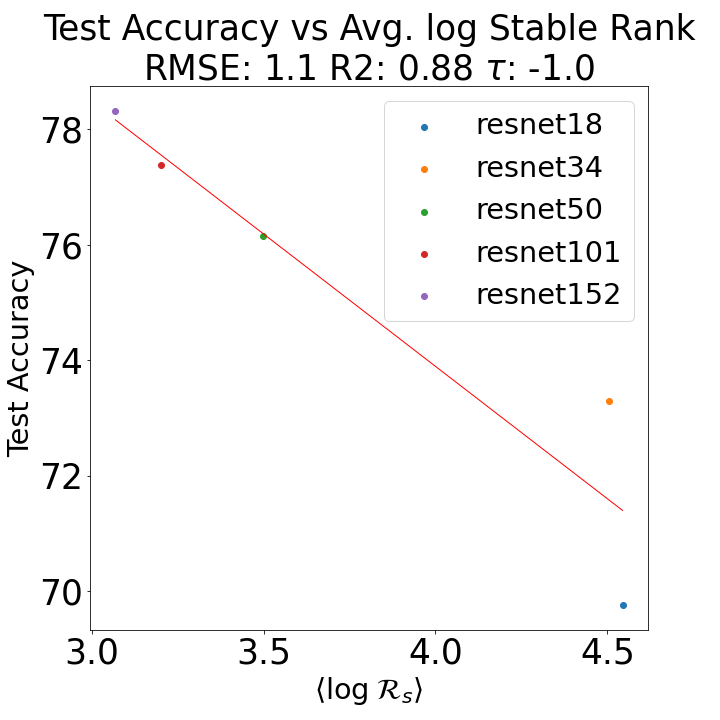 Test Accuracy vs Avg. log Stable Rank
RMSE: 1.1 R2: 0.88 τ: -1.0
resnet18
resnet34
resnet50
resnet101
resnet152
Test Accuracy
78
76
74
72
70
3.0 3.5 4.0 4.5
⟨log ℛₛ⟩